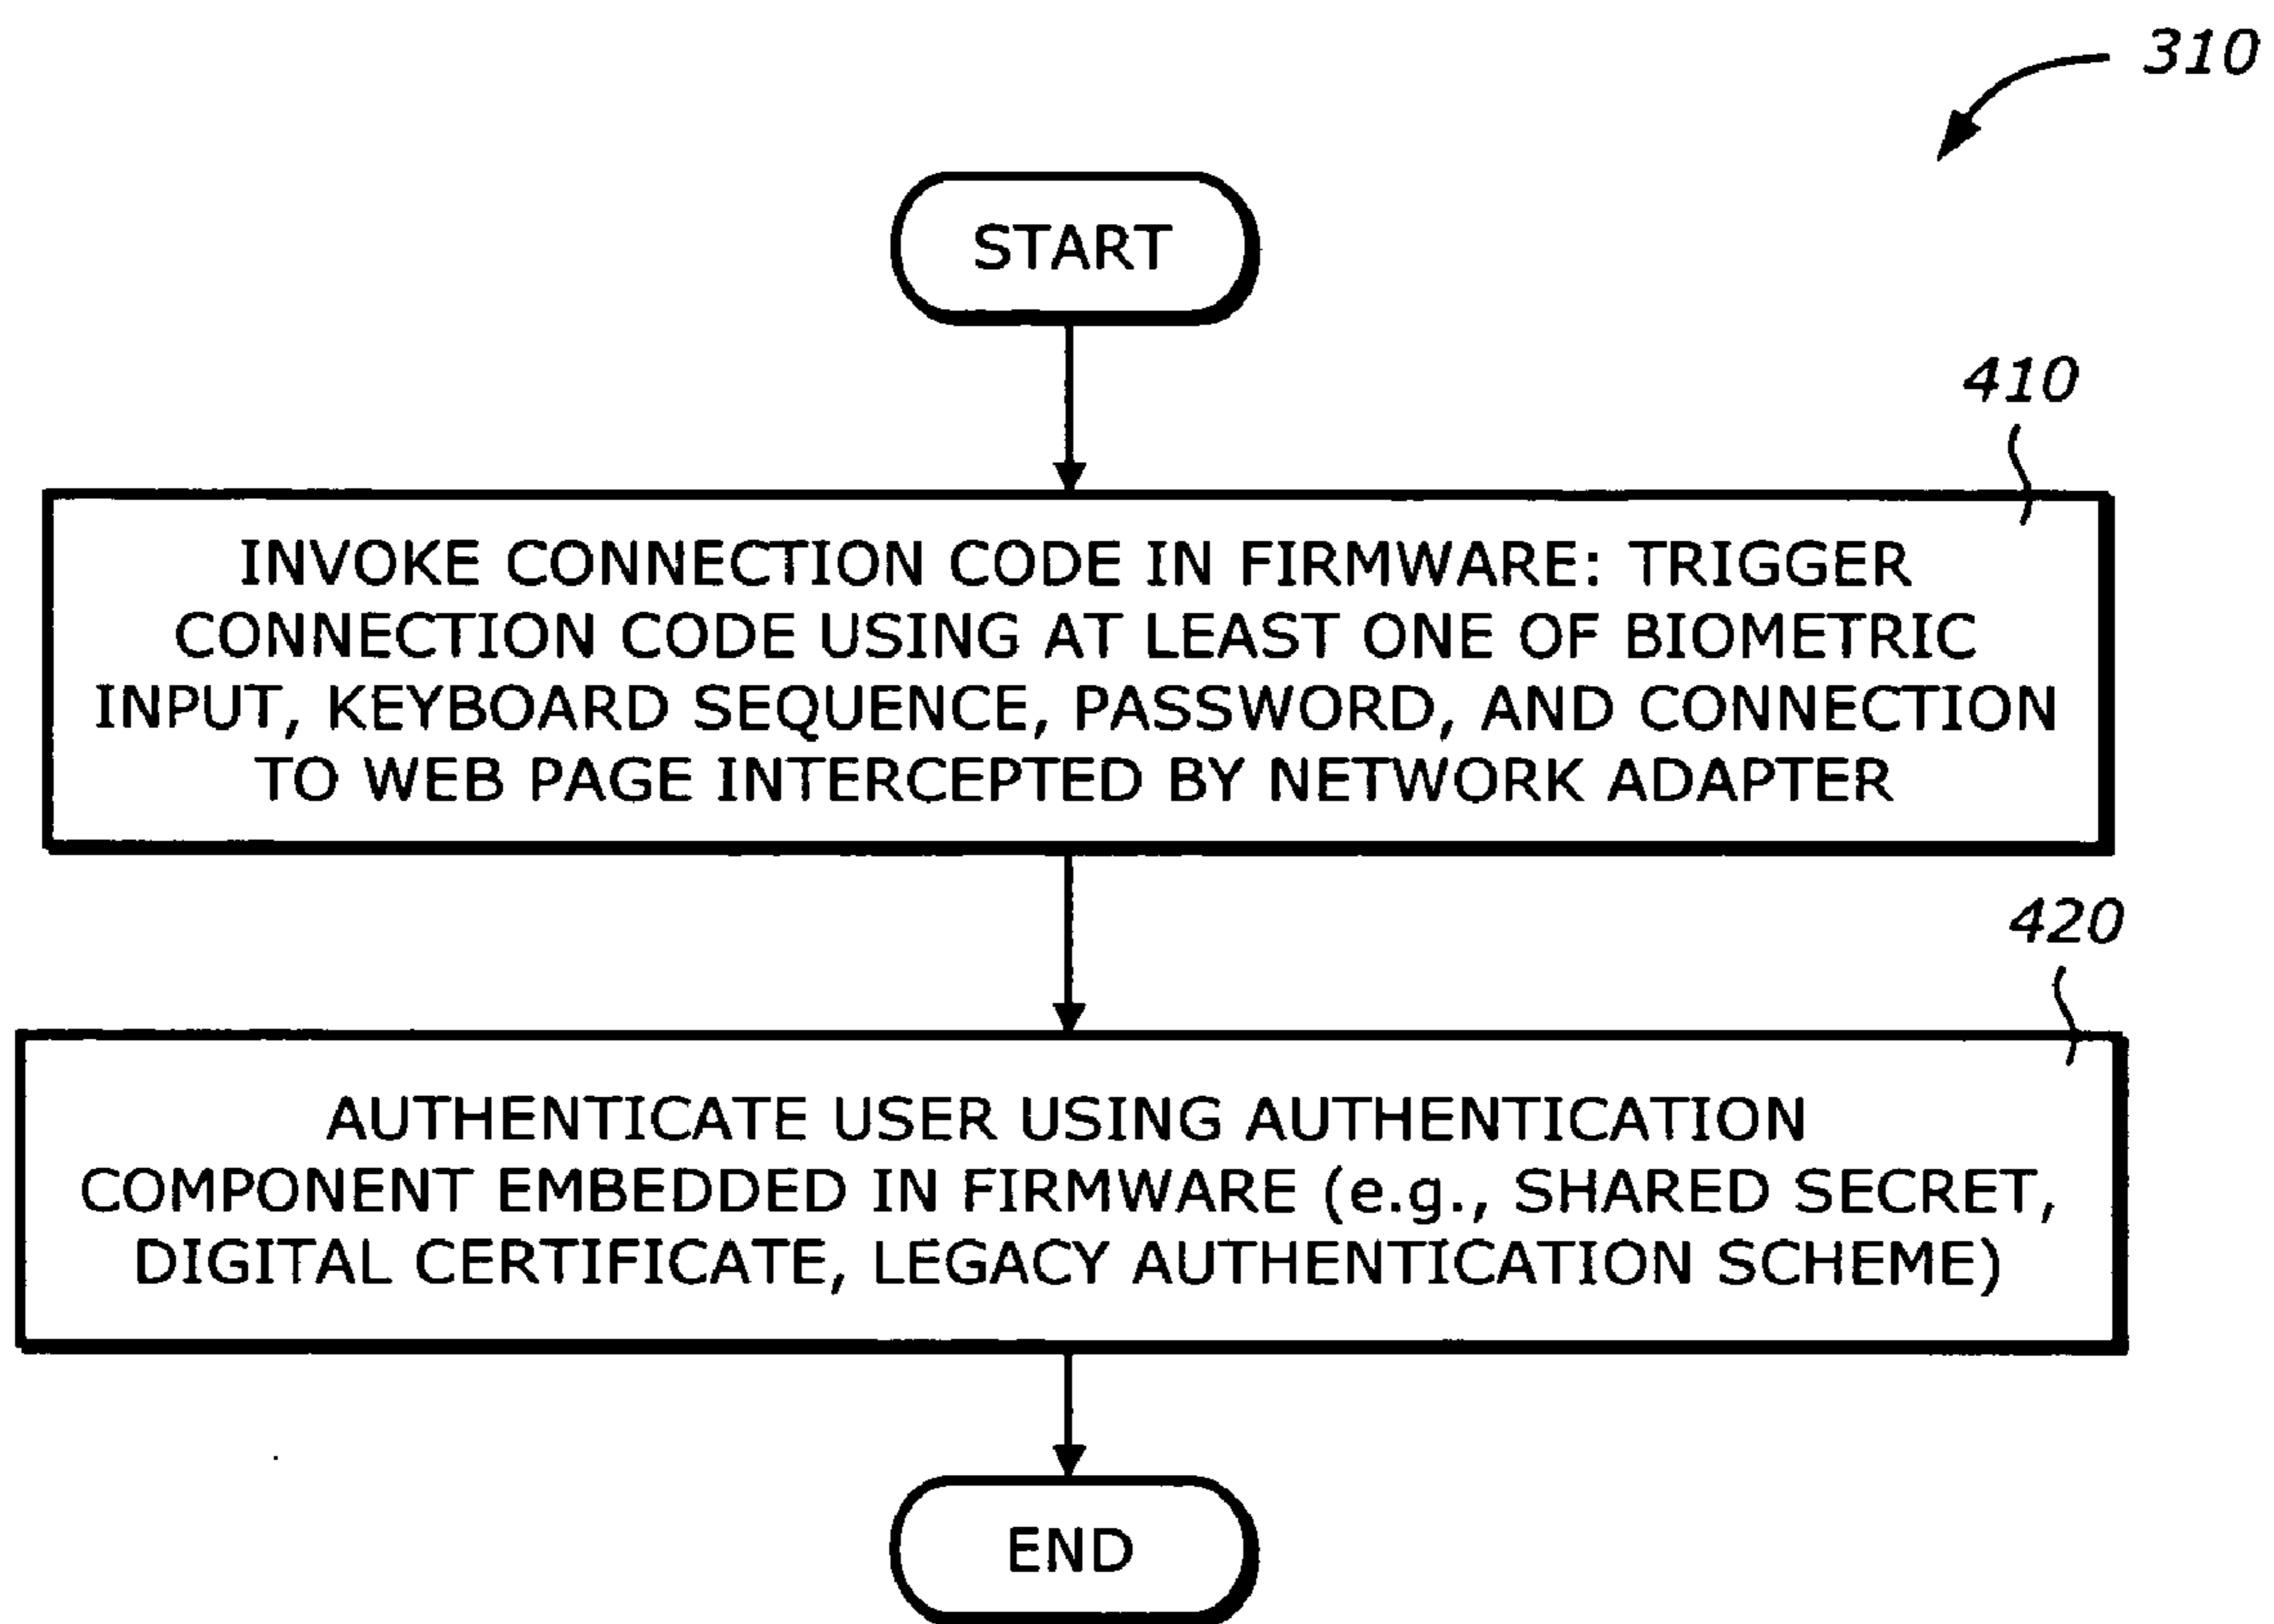 310
START
410
INVOKE CONNECTION CODE IN FIRMWARE: TRIGGER
CONNECTION CODE USING AT LEAST ONE OF BIOMETRIC
INPUT, KEYBOARD SEQUENCE, PASSWORD, AND CONNECTION
TO WEB PAGE INTERCEPTED BY NETWORK ADAPTER
420
AUTHENTICATE USER USING AUTHENTICATION
COMPONENT EMBEDDED IN FIRMWARE (e.g., SHARED SECRET,
DIGITAL CERTIFICATE, LEGACY AUTHENTICATION SCHEME)
END